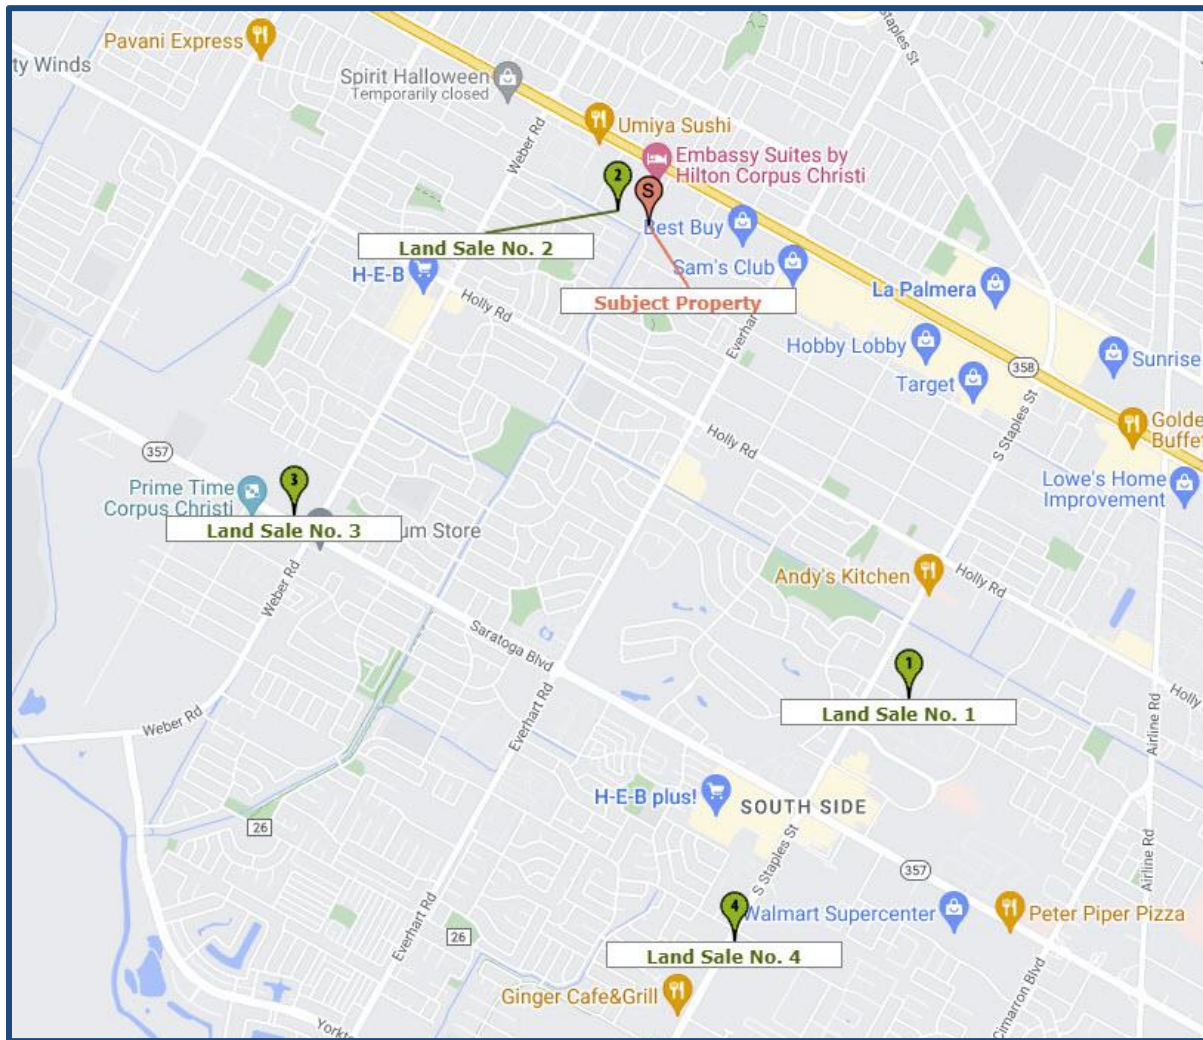 Staples St
Pavani Express
ty Winds
Spirit Halloween
Temporarily closed
Umiya Sushi
Weber Rd
Embassy Suites by
Hilton Corpus Christi
2
S
Best Buy
Land Sale No. 2
Sam's Club
H-E-B
La Palmera
Subject Property
Holly Rd
Everhar
Hobby Lobby
Sunrise
358
Target
S Staples St
Golde
Buffe
Holly Rd
357
Lowe's Home
Improvement
Prime Time
Corpus Christi
3
Land Sale No. 3
um Store
Andy's Kitchen
Holly Rd
Weber Rd
Saratoga Blvd
1
Land Sale No. 1
Holly
Weber Rd
Everhart Rd
Airline Rd
H-E-B plus!
SOUTH SIDE
26
S Staples St
Airline Rd
357
4
Walmart Supercenter
Peter Piper Pizza
Everhart Rd
26
Land Sale No. 4
Ginger Cafe&Grill
Cimarron Blvd
Yorkt